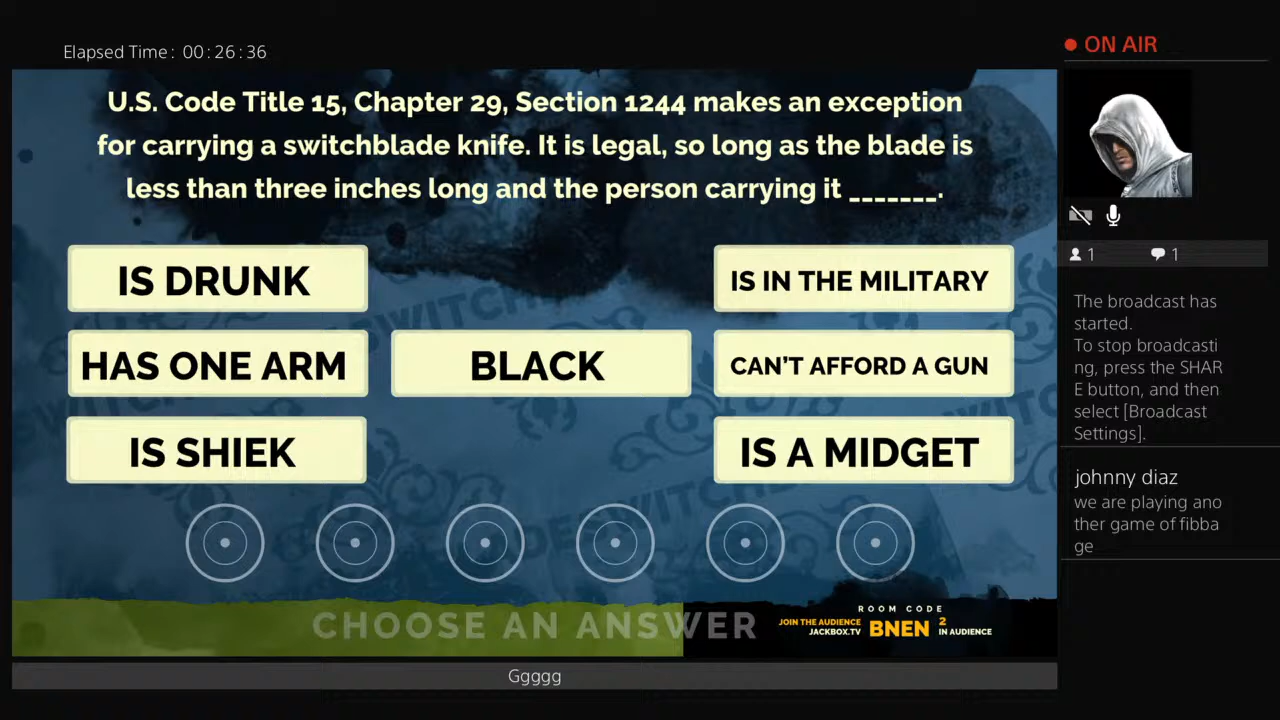 Elapsed Time: 00:26:36
ON AIR
U.S. Code Title 15, Chapter 29, Section 1244 makes an exception
for carrying a switchblade knife. It is legal, so long as the blade is
less than three inches long and the person carrying it _______.
IS DRUNK
IS IN THE MILITARY
HAS ONE ARM
BLACK
CAN'T AFFORD A GUN
IS SHIEK
IS A MIDGET
CHOOSE AN ANSWER
JOIN THE AUDIENCE
JACKBOX.TV
ROOM CODE
BNEN
2
IN AUDIENCE
Ggggg
1
1
The broadcast has
started.
To stop broadcasti
ng, press the SHAR
E button, and then
select [Broadcast
Settings].
johnny diaz
we are playing ano
ther game of fibba
ge